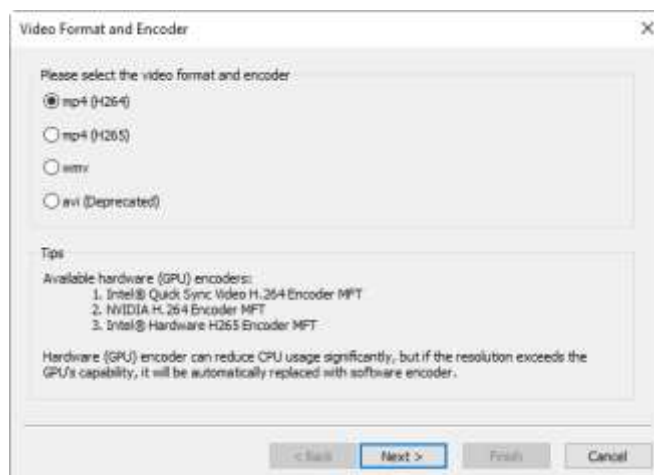 Video Format and Encoder
Please select the video format and encoder
mp4 (H264)
mp4 (H265)
wmv
avi (Deprecated)
Tips
Available hardware (GPU) encoders:
1. Intel® Quick Sync Video H.264 Encoder MFT
2. NVIDIA H.264 Encoder MFT
3. Intel® Hardware H265 Encoder MFT
Hardware (GPU) encoder can reduce CPU usage significantly, but if the resolution exceeds the
GPU's capability, it will be automatically replaced with software encoder.
< Back Next > Finish Cancel